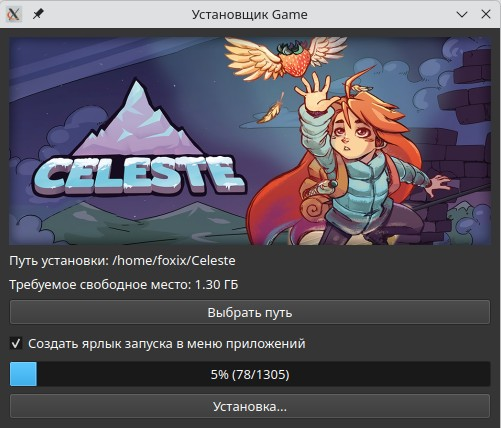 Установщик Game
CELESTE
Путь установки: /home/foxix/Celeste
Требуемое свободное место: 1.30 ГБ
Выбрать путь
Создать ярлык запуска в меню приложений
5% (78/1305)
Установка...